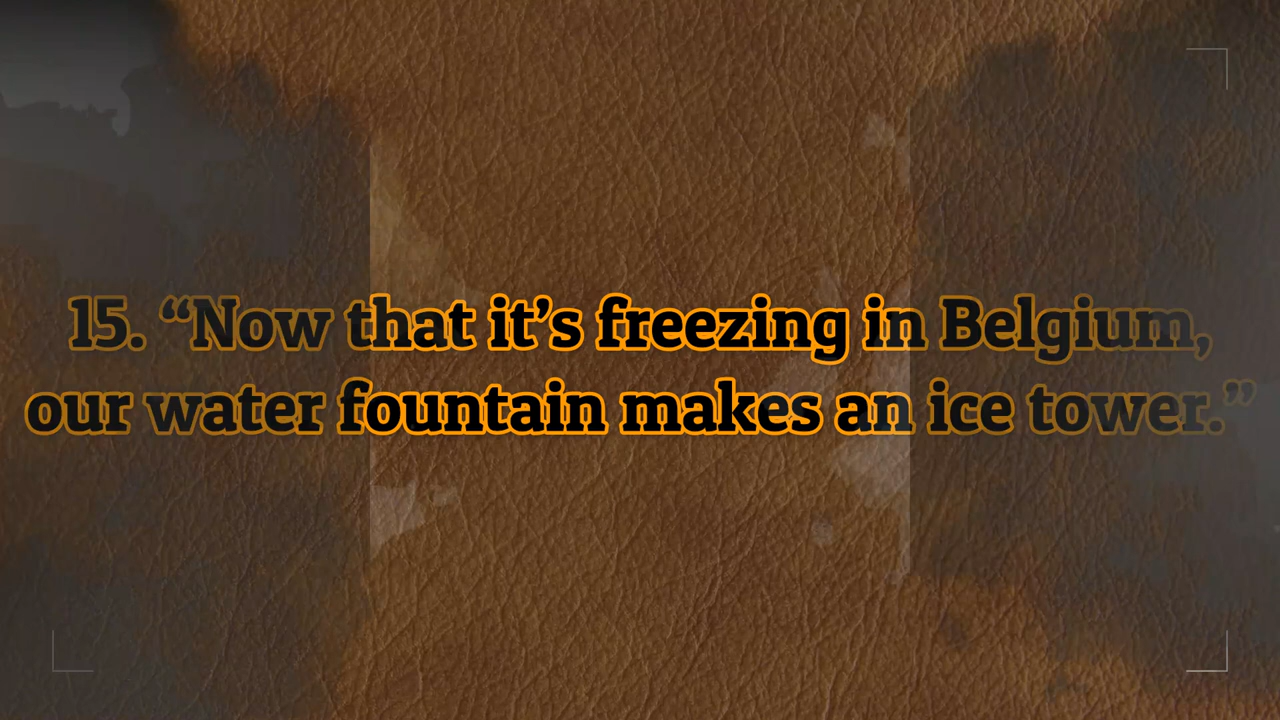 15. “Now that it’s freezing in Belgium,
our water fountain makes an ice tower.”